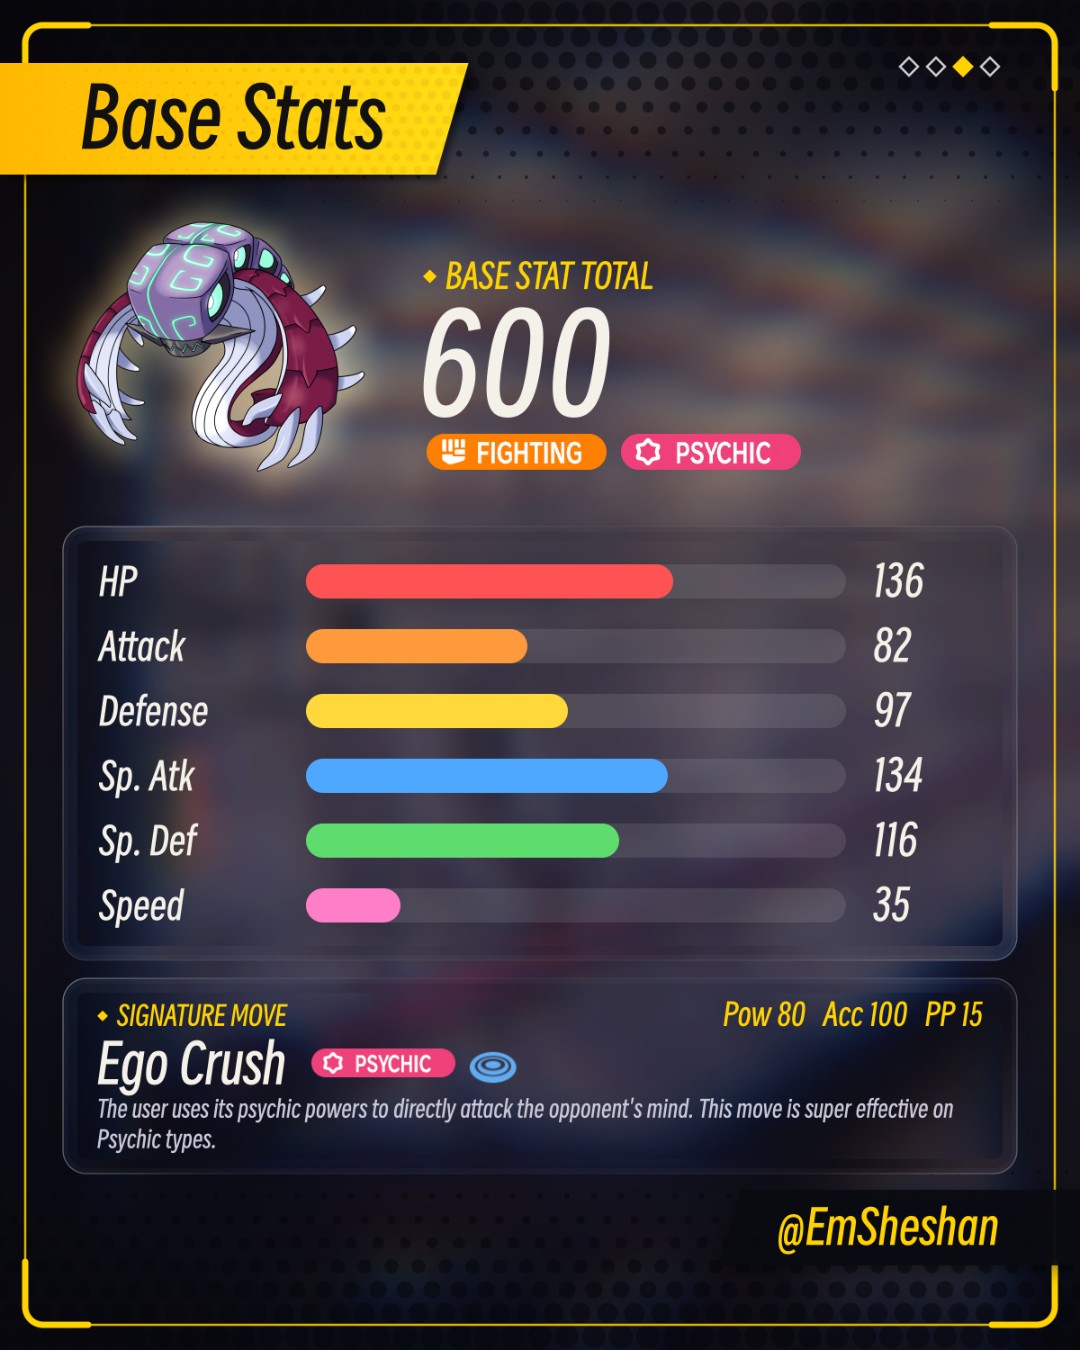 Base Stats
BASE STAT TOTAL
600
FIGHTING PSYCHIC
HP 136
Attack 82
Defense 97
Sp. Atk 134
Sp. Def 116
Speed 35
SIGNATURE MOVE Pow 80 Acc 100 PP 15
Ego Crush PSYCHIC
The user uses its psychic powers to directly attack the opponent's mind. This move is super effective on
Psychic types.
@EmSheshan